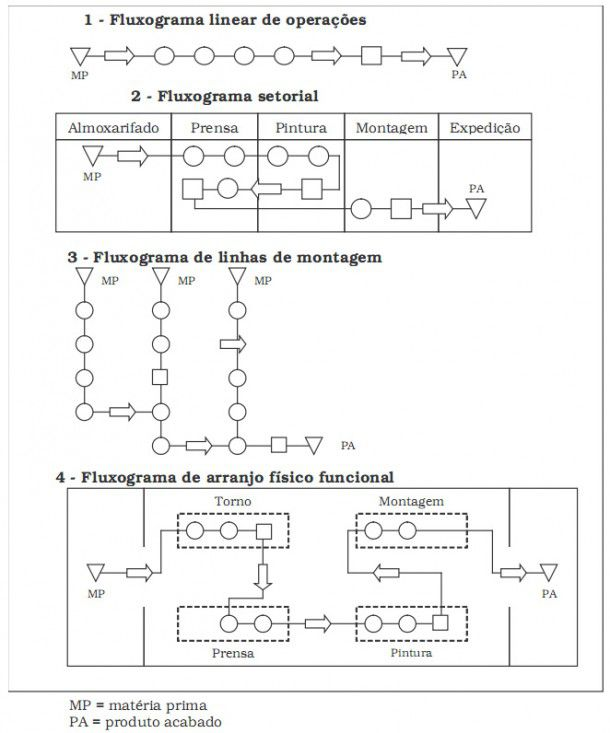 1 - Fluxograma linear de operações
MP
PA
2 - Fluxograma setorial
Almoxarifado Prensa Pintura Montagem Expedição
MP
PA
3 - Fluxograma de linhas de montagem
MP MP MP
PA
4 - Fluxograma de arranjo físico funcional
Torno Montagem
MP PA
Prensa Pintura
MP = matéria prima
PA = produto acabado